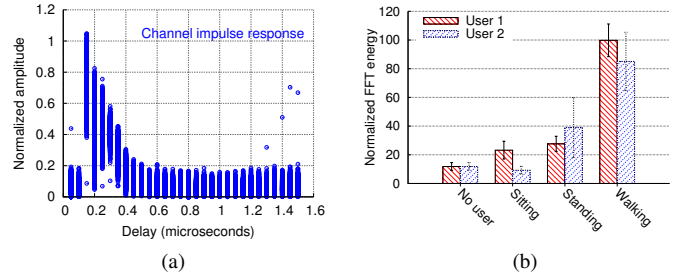 Channel impulse response
Normalized amplitude
1.2
1
0.8
0.6
0.4
0.2
0
0 0.2 0.4 0.6 0.8 1 1.2 1.4 1.6
Delay (microseconds)
(a)
User 1
User 2
Normalized FFT energy
120
100
80
60
40
20
0
No user
Sitting
Standing
Walking
(b)